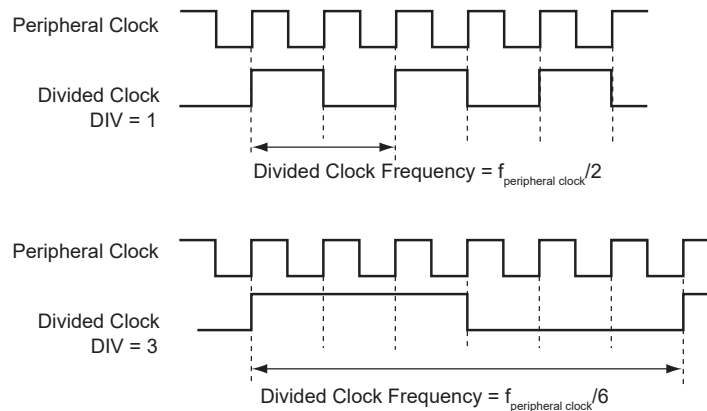 Peripheral Clock
Divided Clock
DIV = 1
Divided Clock Frequency = fperipheral clock/2
Peripheral Clock
Divided Clock
DIV = 3
Divided Clock Frequency = fperipheral clock/6